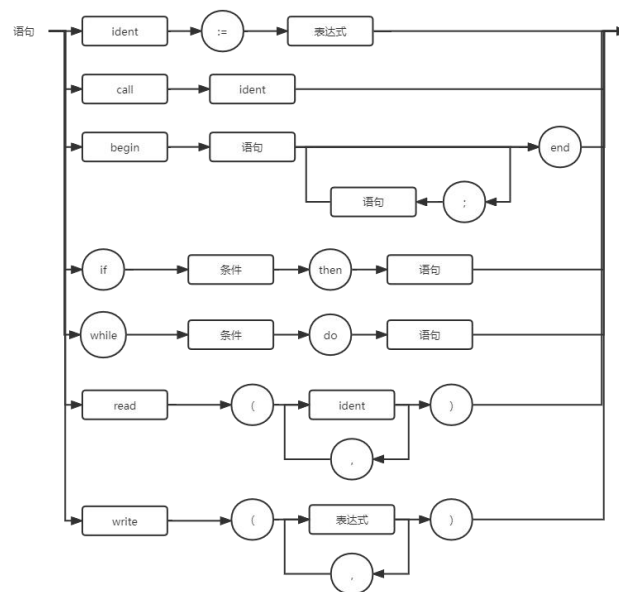 语句 ident := 表达式
call ident
begin 语句 end
语句 ;
if 条件 then 语句
while 条件 do 语句
read ( ident )
,
write ( 表达式 )
,